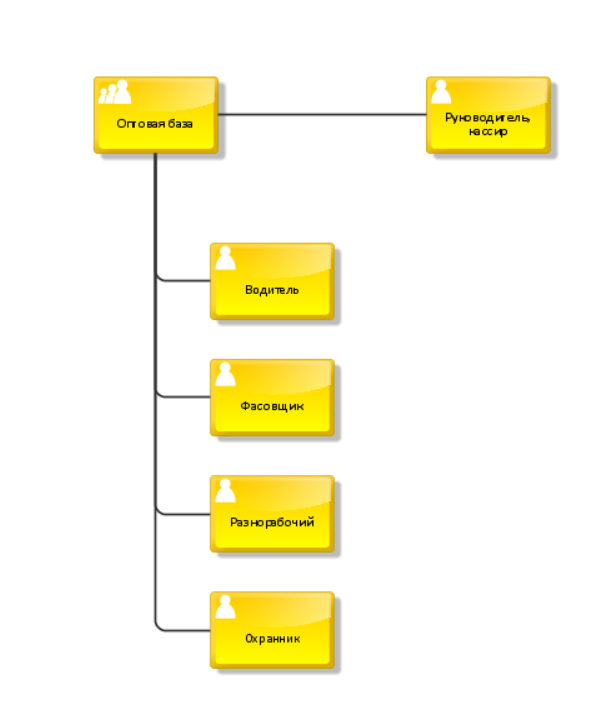 Оптовая база
Руководитель,
кассир
Водитель
Фасовщик
Разнорабочий
Охранник